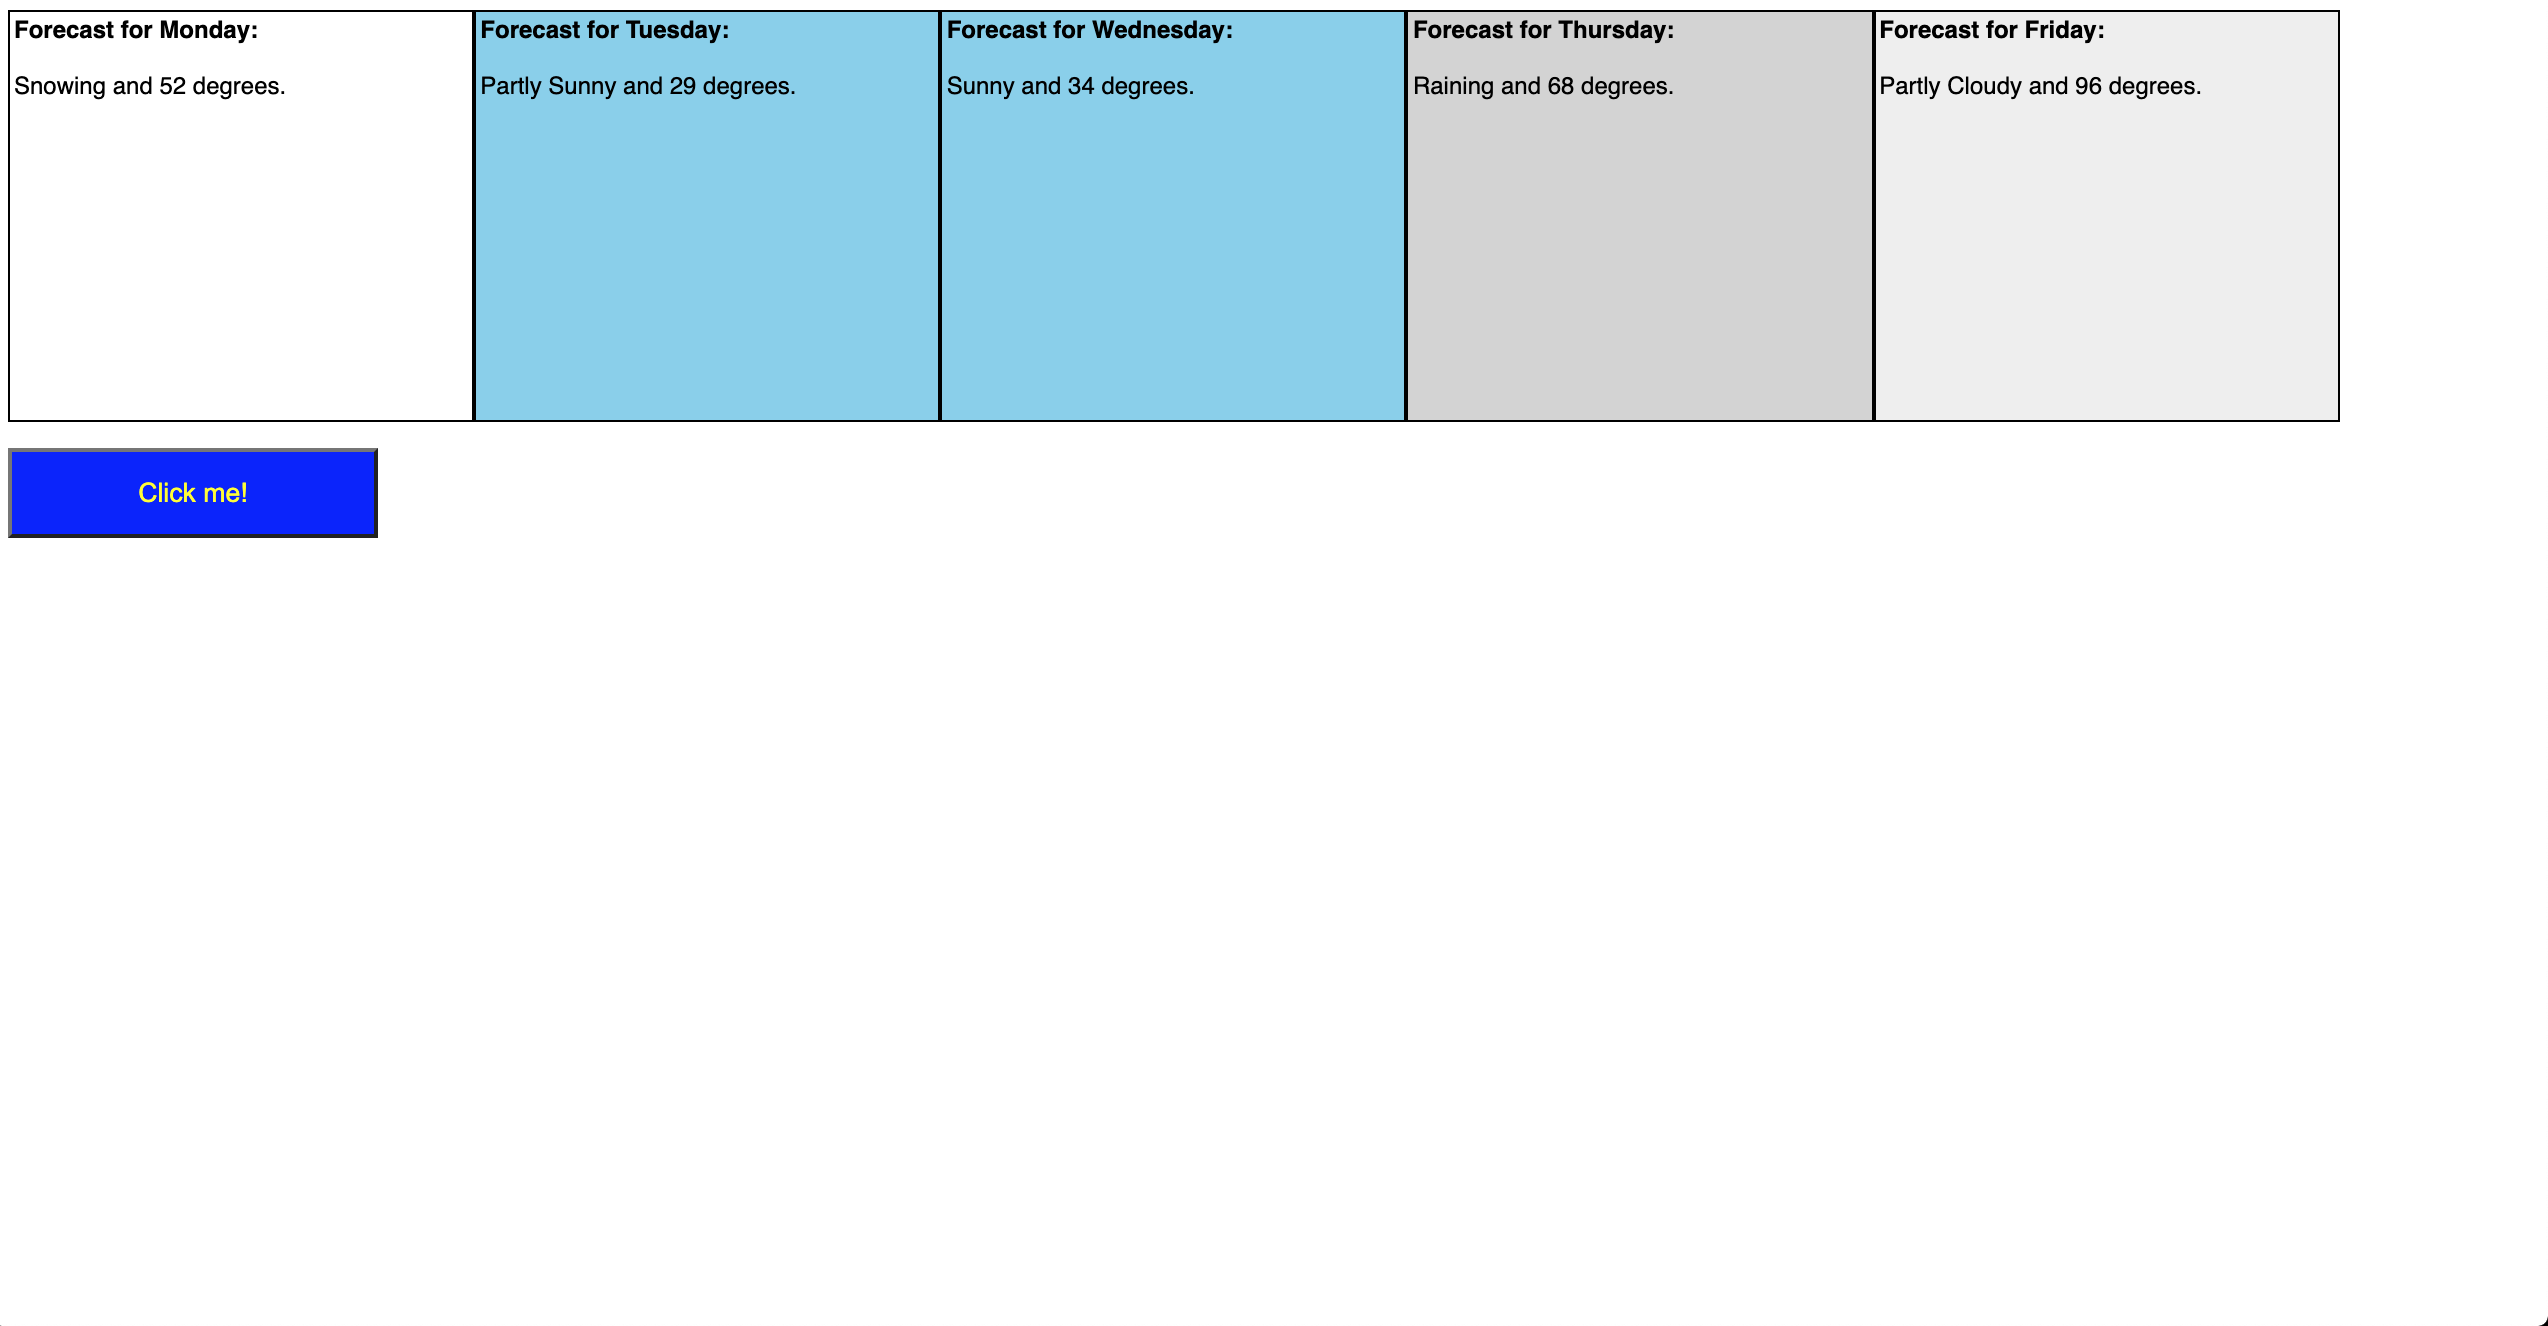 Forecast for Monday:
Snowing and 52 degrees.
Forecast for Tuesday:
Partly Sunny and 29 degrees.
Forecast for Wednesday:
Sunny and 34 degrees.
Forecast for Thursday:
Raining and 68 degrees.
Forecast for Friday:
Partly Cloudy and 96 degrees.
Click me!